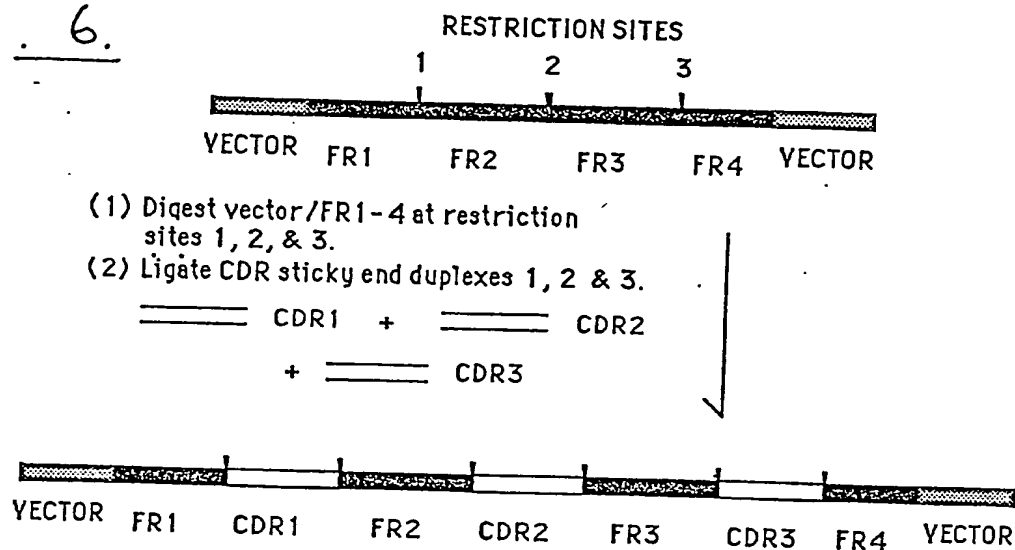 . 6.
RESTRICTION SITES
1 2 3
VECTOR FR1 FR2 FR3 FR4 VECTOR
(1) Digest vector/FR1-4 at restriction
sites 1, 2, & 3.
(2) Ligate CDR sticky end duplexes 1, 2 & 3.
CDR1 + CDR2
+ CDR3
VECTOR FR1 CDR1 FR2 CDR2 FR3 CDR3 FR4 VECTOR